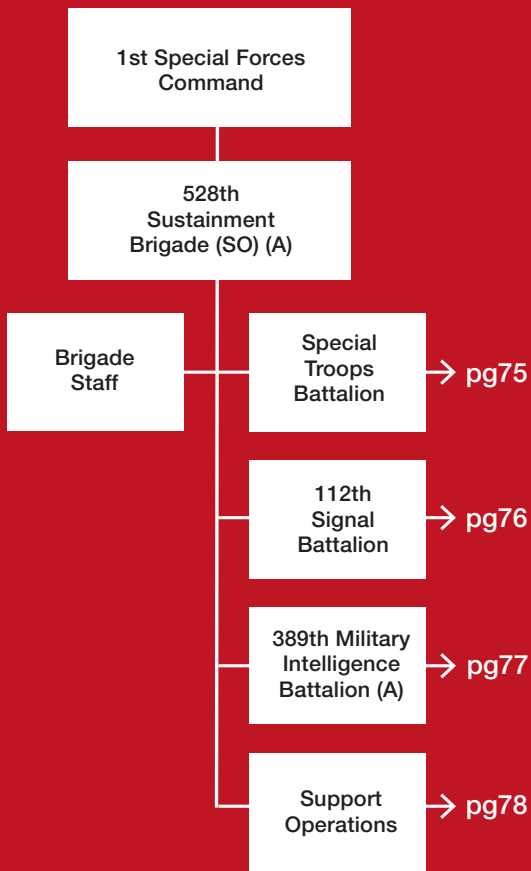 1st Special Forces
Command
528th
Sustainment
Brigade (SO) (A)
Brigade
Staff
Special
Troops
Battalion
pg75
112th
Signal
Battalion
pg76
389th Military
Intelligence
Battalion (A)
pg77
Support
Operations
pg78